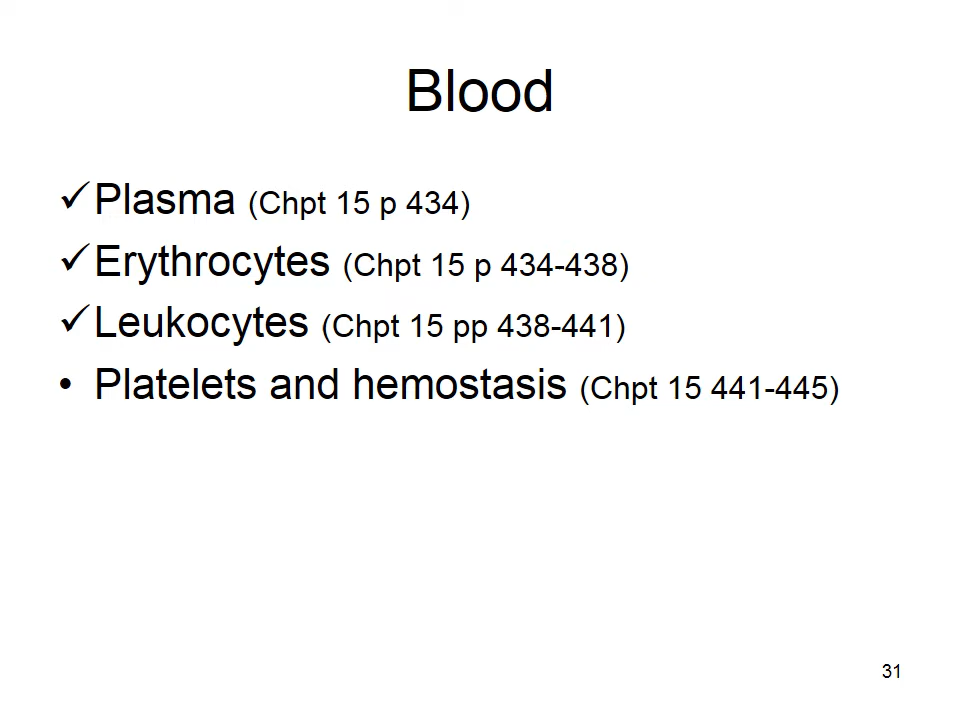 Blood
✓Plasma (Chpt 15 p 434)
✓Erythrocytes (Chpt 15 p 434-438)
✓Leukocytes (Chpt 15 pp 438-441)
• Platelets and hemostasis (Chpt 15 441-445)
31